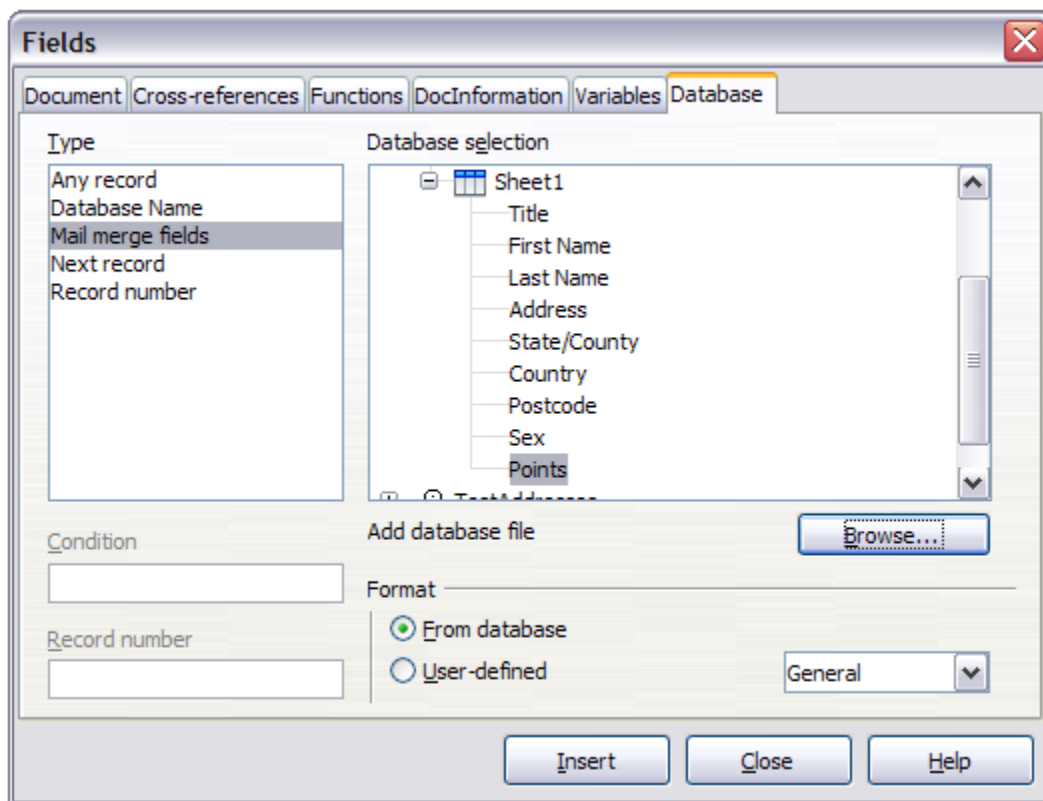 Fields
Document Cross-references Functions DocInformation Variables Database
Type
Any record
Database Name
Mail merge fields
Next record
Record number
Database selection
Sheet1
Title
First Name
Last Name
Address
State/County
Country
Postcode
Sex
Points
TestAddresses
Condition
Record number
Add database file
Browse...
Format
From database
User-defined
General
Insert Close Help